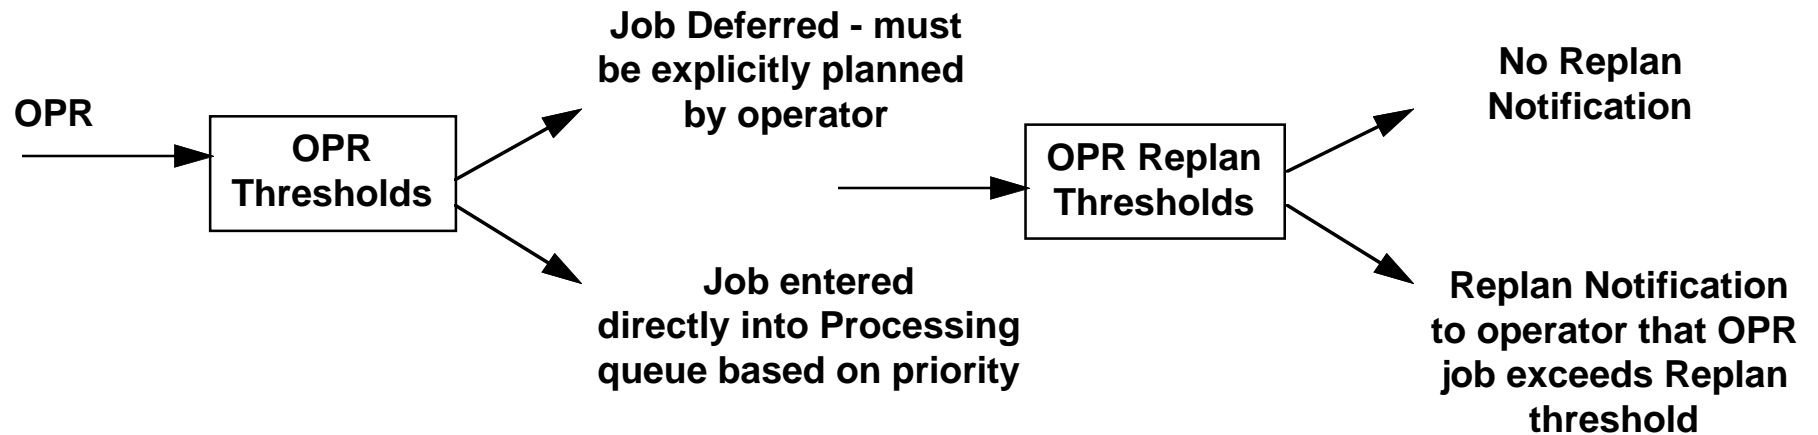 OPR
OPR
Thresholds
Job Deferred - must
be explicitly planned
by operator
Job entered
directly into Processing
queue based on priority
OPR Replan
Thresholds
No Replan
Notification
Replan Notification
to operator that OPR
job exceeds Replan
threshold